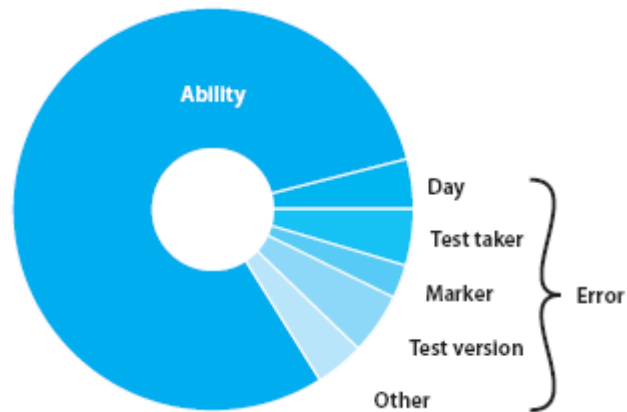 Ability
Day
Test taker
Marker
Error
Test version
Other